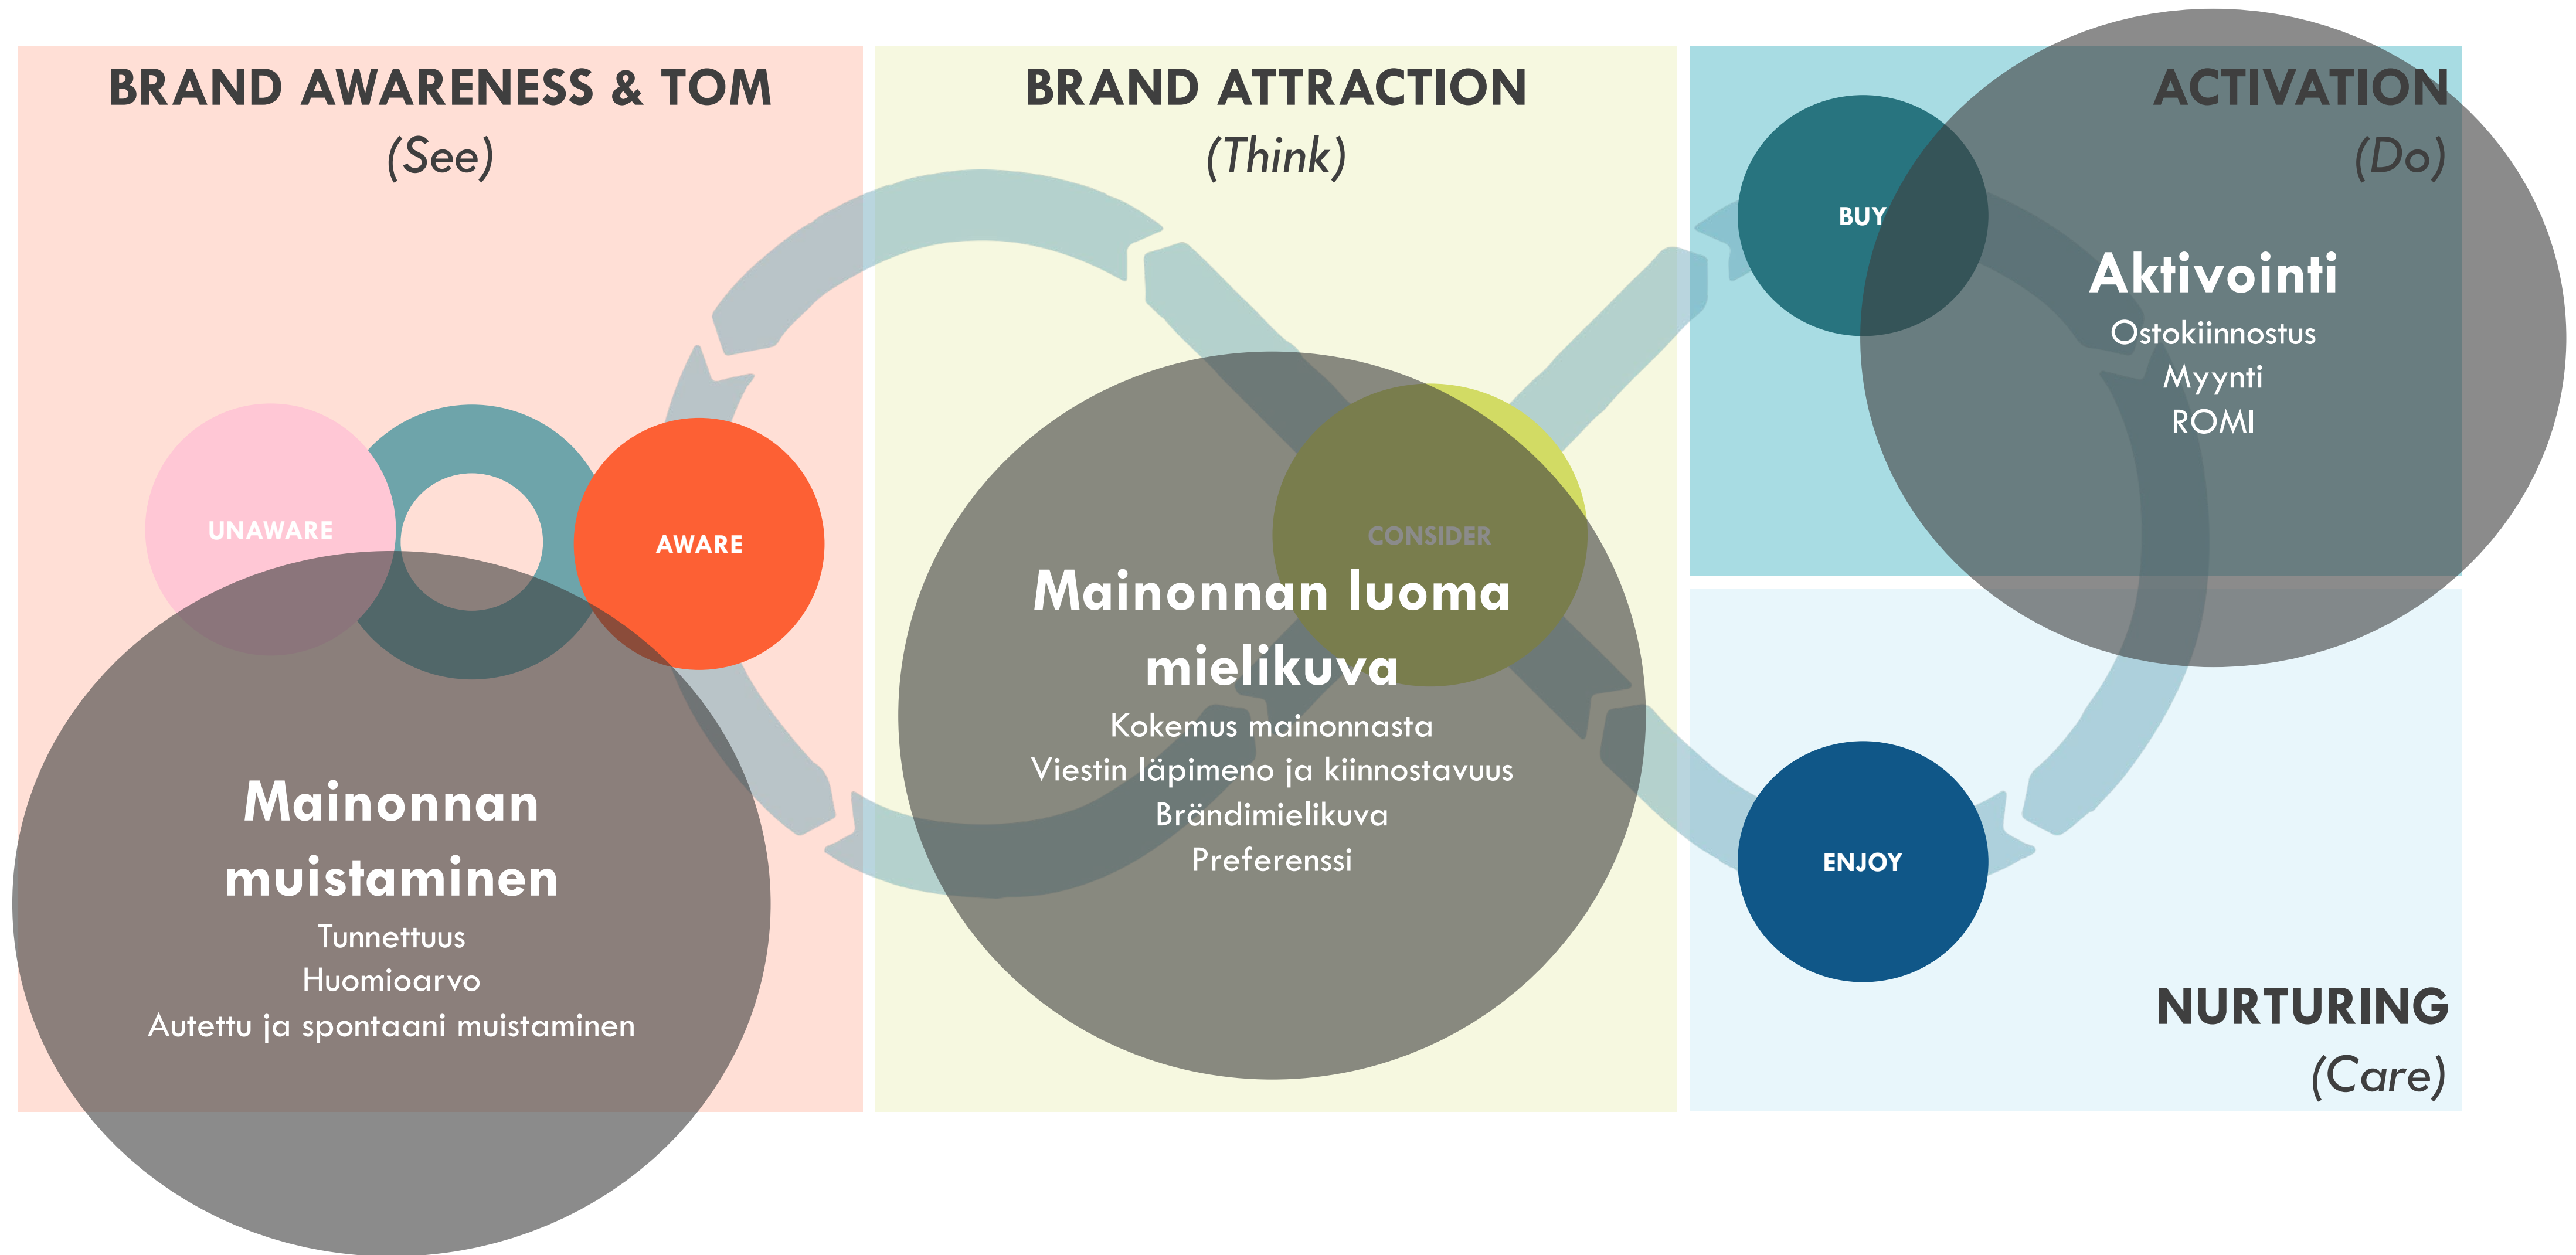 BRAND AWARENESS & TOM
(See)
UNAWARE
AWARE
Mainonnan
muistaminen
Tunnettuus
Huomioarvo
Autettu ja spontaani muistaminen
BRAND ATTRACTION
(Think)
CONSIDER
Mainonnan luoma
mielikuva
Kokemus mainonnasta
Viestin läpimeno ja kiinnostavuus
Brändimielikuva
Preferenssi
ACTIVATION
(Do)
BUY
Aktivointi
Ostokiinnostus
Myynti
ROMI
ENJOY
NURTURING
(Care)